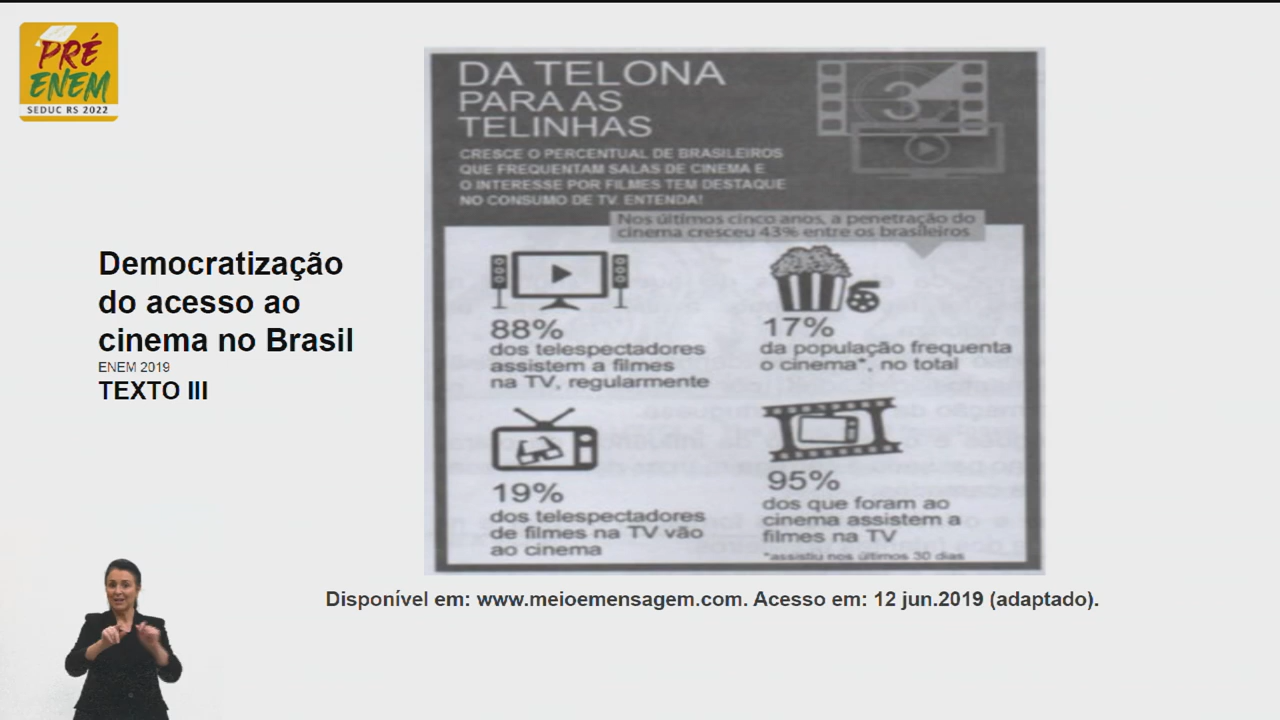 PRÉ
ENEM
SEDUC RS 2022
DA TELONA
PARA AS
TELINHAS
CRESCE O PERCENTUAL DE BRASILEIROS
QUE FREQUENTAM SALAS DE CINEMA E
O INTERESSE POR FILMES TEM DESTAQUE
NO CONSUMO DE TV. ENTENDA!
3
Nos últimos cinco anos, a penetração do
cinema cresceu 43% entre os brasileiros
88%
dos telespectadores
assistem a filmes
na TV, regularmente
17%
da população frequenta
o cinema*, no total
19%
dos telespectadores
de filmes na TV vão
ao cinema
95%
dos que foram ao
cinema assistem a
filmes na TV
*assistiu nos últimos 30 dias
Democratização
do acesso ao
cinema no Brasil
ENEM 2019
TEXTO III
Disponível em: www.meioemensagem.com. Acesso em: 12 jun.2019 (adaptado).